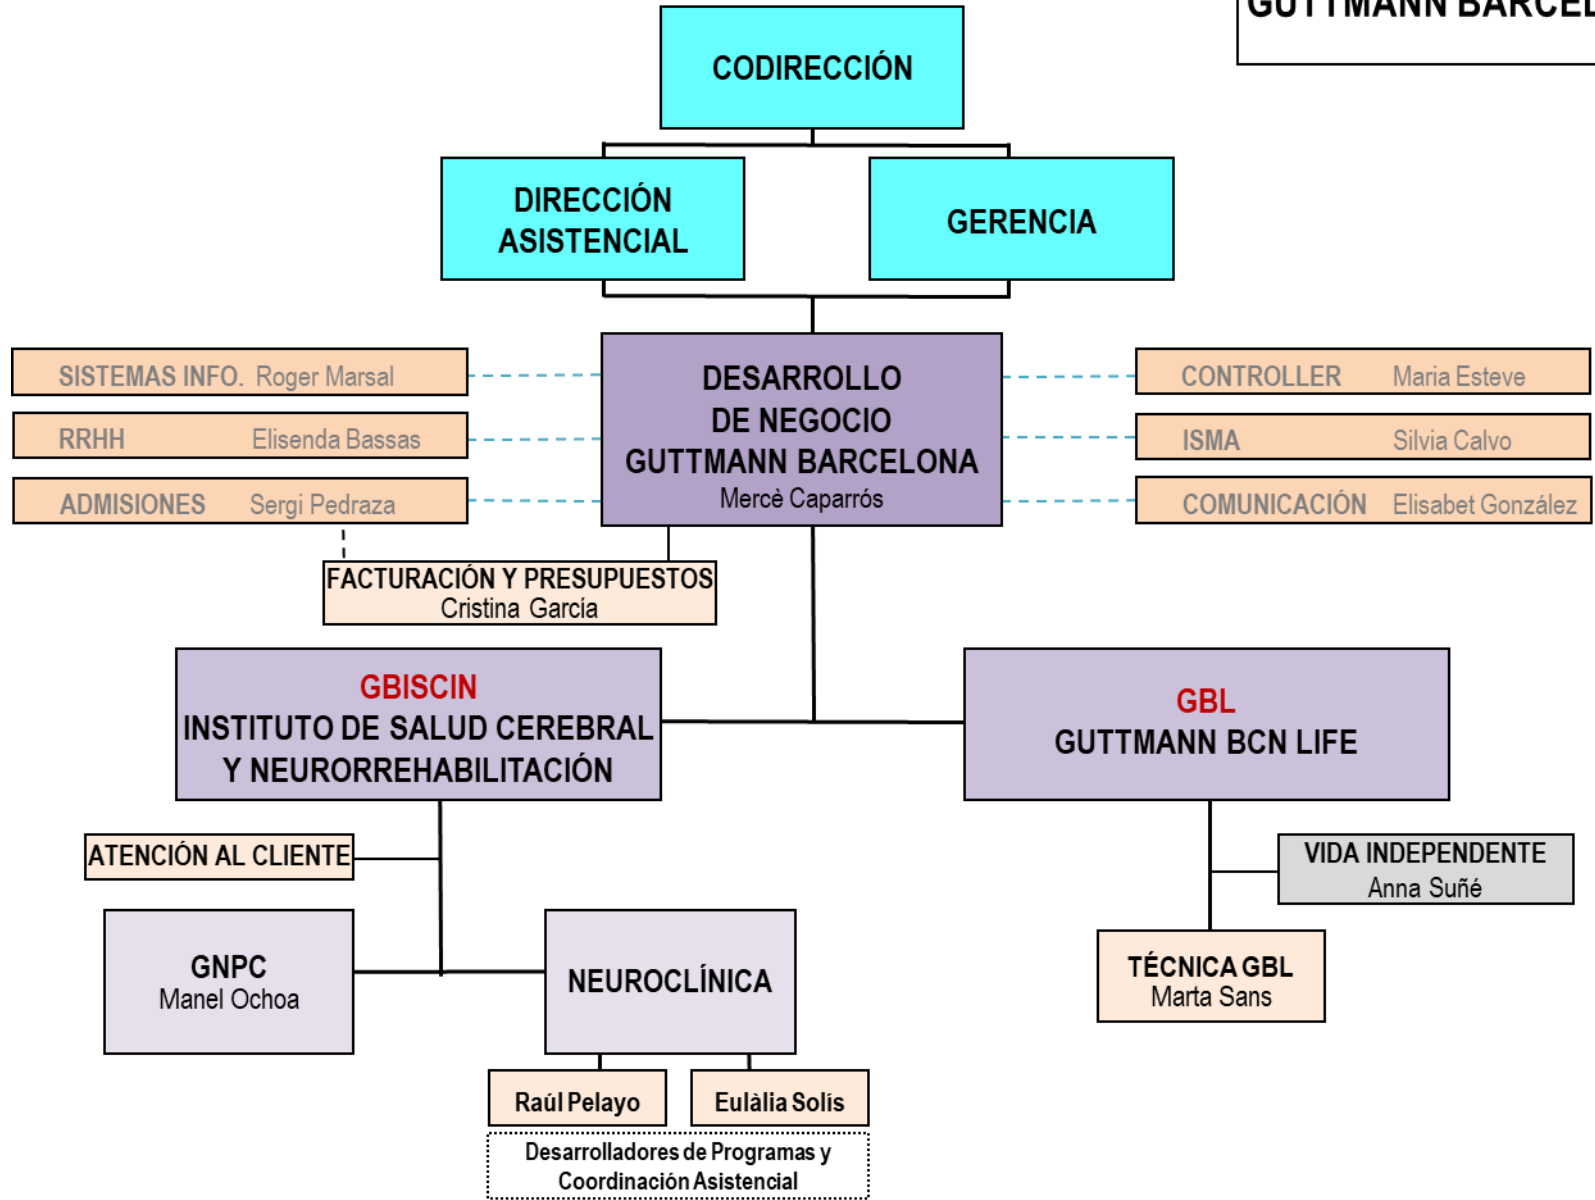 GUTTMANN
CODIRECCIÓN
DIRECCIÓN
ASISTENCIAL
GERENCIA
SISTEMAS INFO. Roger Marsal
RRHH Elisenda Bassas
ADMISIONES Sergi Pedraza
DESARROLLO
DE NEGOCIO
GUTTMANN BARCELONA
Mercè Caparrós
CONTROLLER Maria Esteve
ISMA Silvia Calvo
COMUNICACIÓN Elisabet González
FACTURACIÓN Y PRESUPUESTOS
Cristina García
GBISCIN
INSTITUTO DE SALUD CEREBRAL
Y NEURORREHABILITACIÓN
GBL
GUTTMANN BCN LIFE
ATENCIÓN AL CLIENTE
VIDA INDEPENDENTE
Anna Suñé
GNPC
Manel Ochoa
NEUROCLÍNICA
TÉCNICA GBL
Marta Sans
Raúl Pelayo
Eulàlia Solís
Desarrolladores de Programas y
Coordinación Asistencial